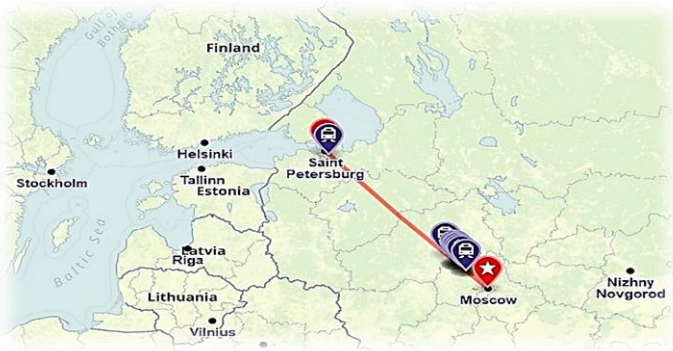 Gulf of
Bothnia
Finland
Helsinki
Saint
Petersburg
Stockholm
Tallinn
Estonia
Baltic Sea
Latvia
Riga
Moscow
Nizhny
Novgorod
Lithuania
Vilnius